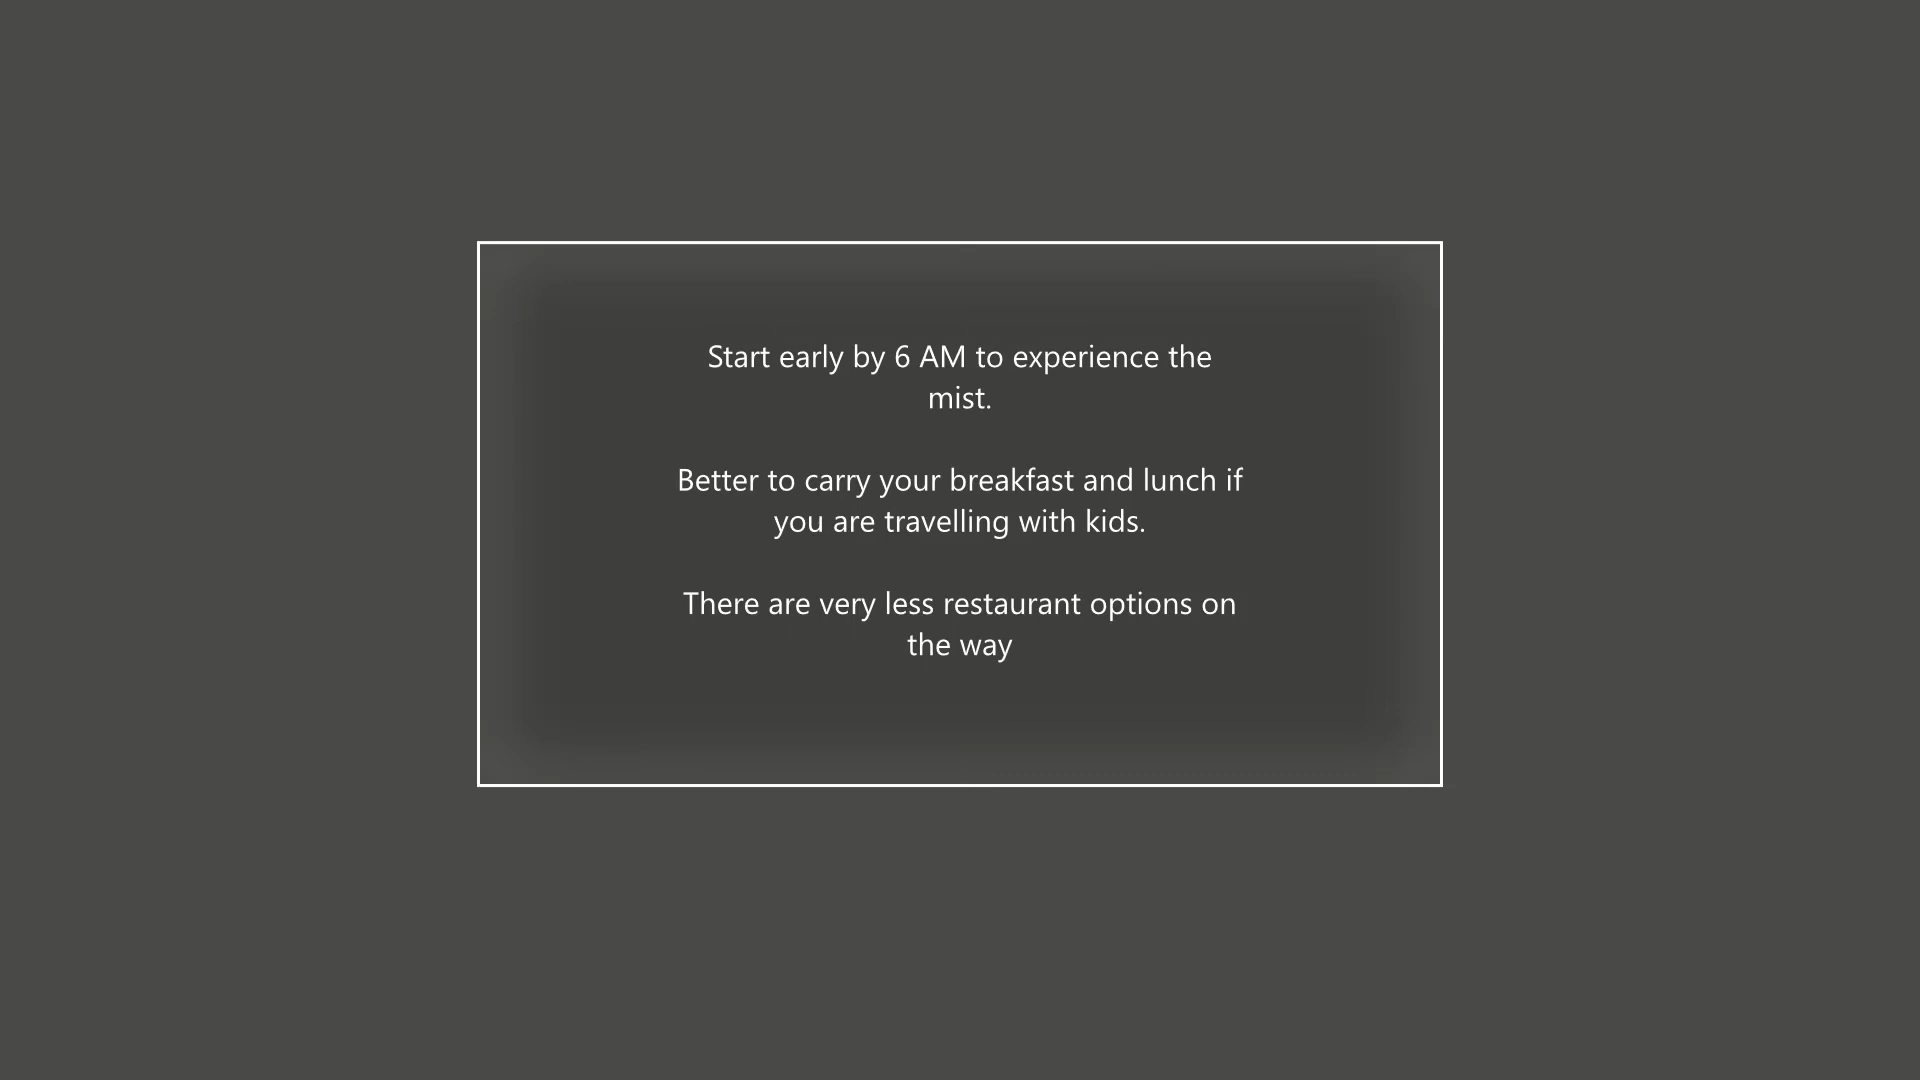 Start early by 6 AM to experience the
mist.
Better to carry your breakfast and lunch if
you are travelling with kids.
There are very less restaurant options on
the way